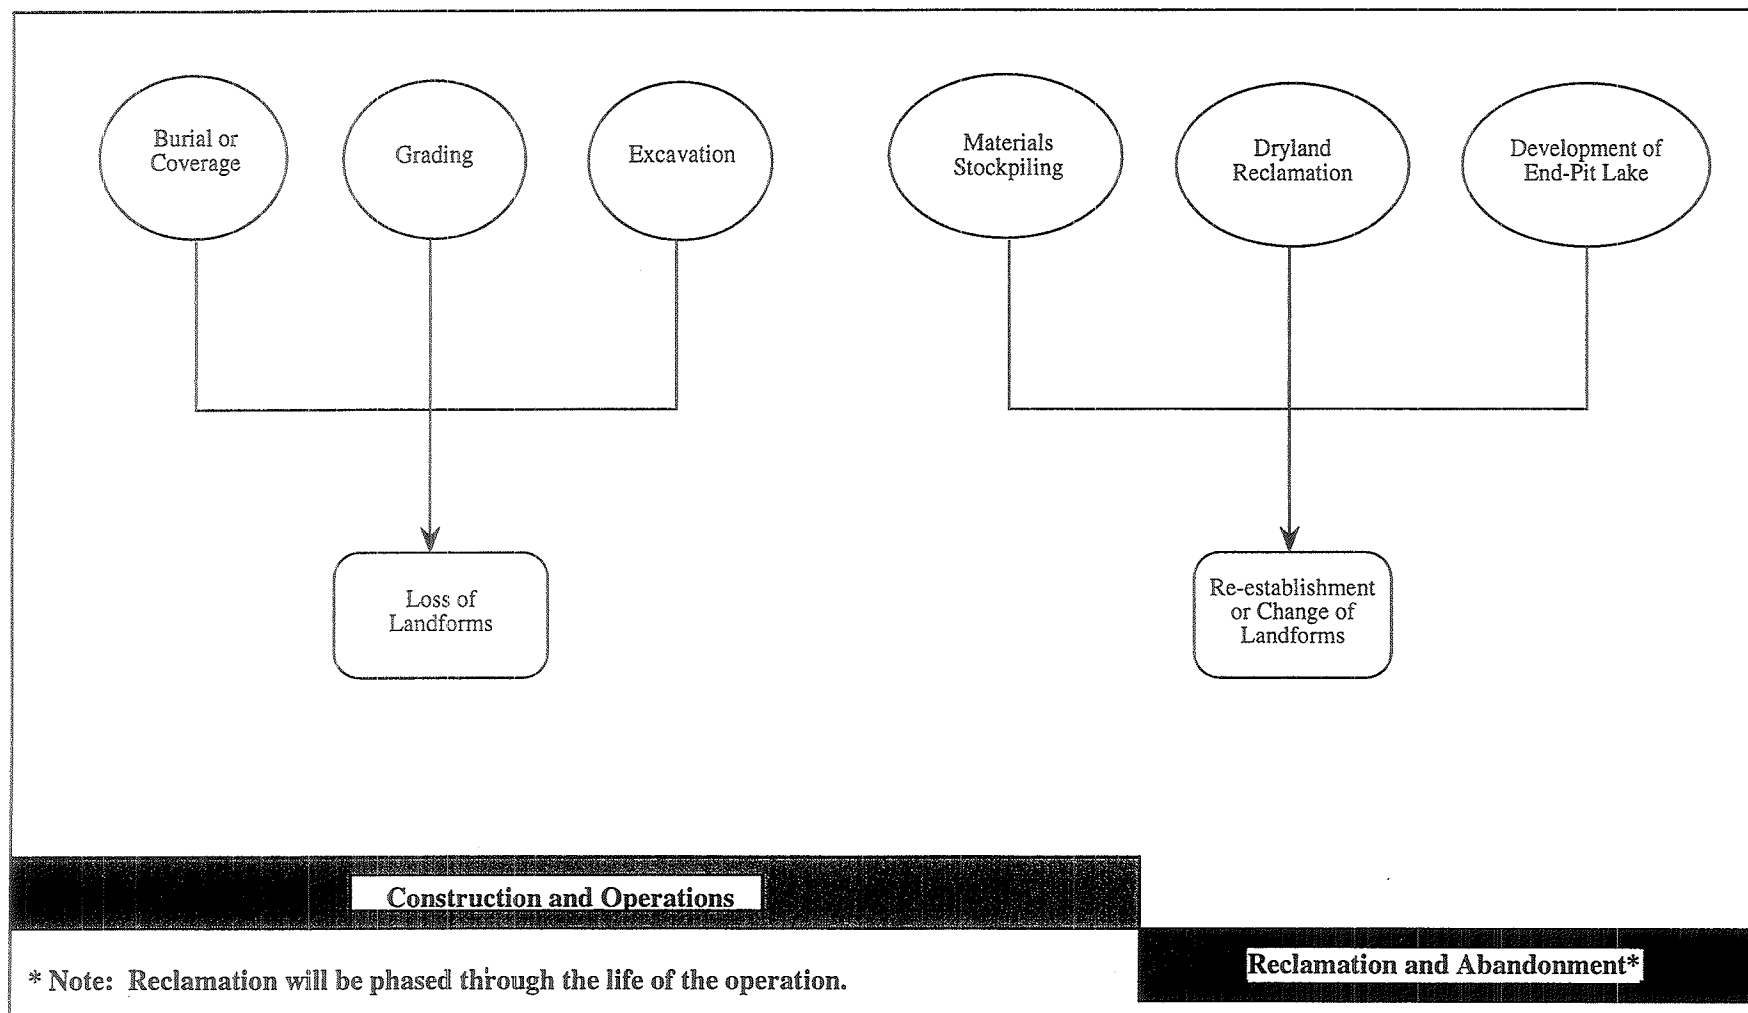 Burial or
Coverage
Grading
Excavation
Materials
Stockpiling
Dryland
Reclamation
Development of
End-Pit Lake
Loss of
Landforms
Re-establishment
or Change of
Landforms
Construction and Operations
Reclamation and Abandonment*
* Note: Reclamation will be phased through the life of the operation.